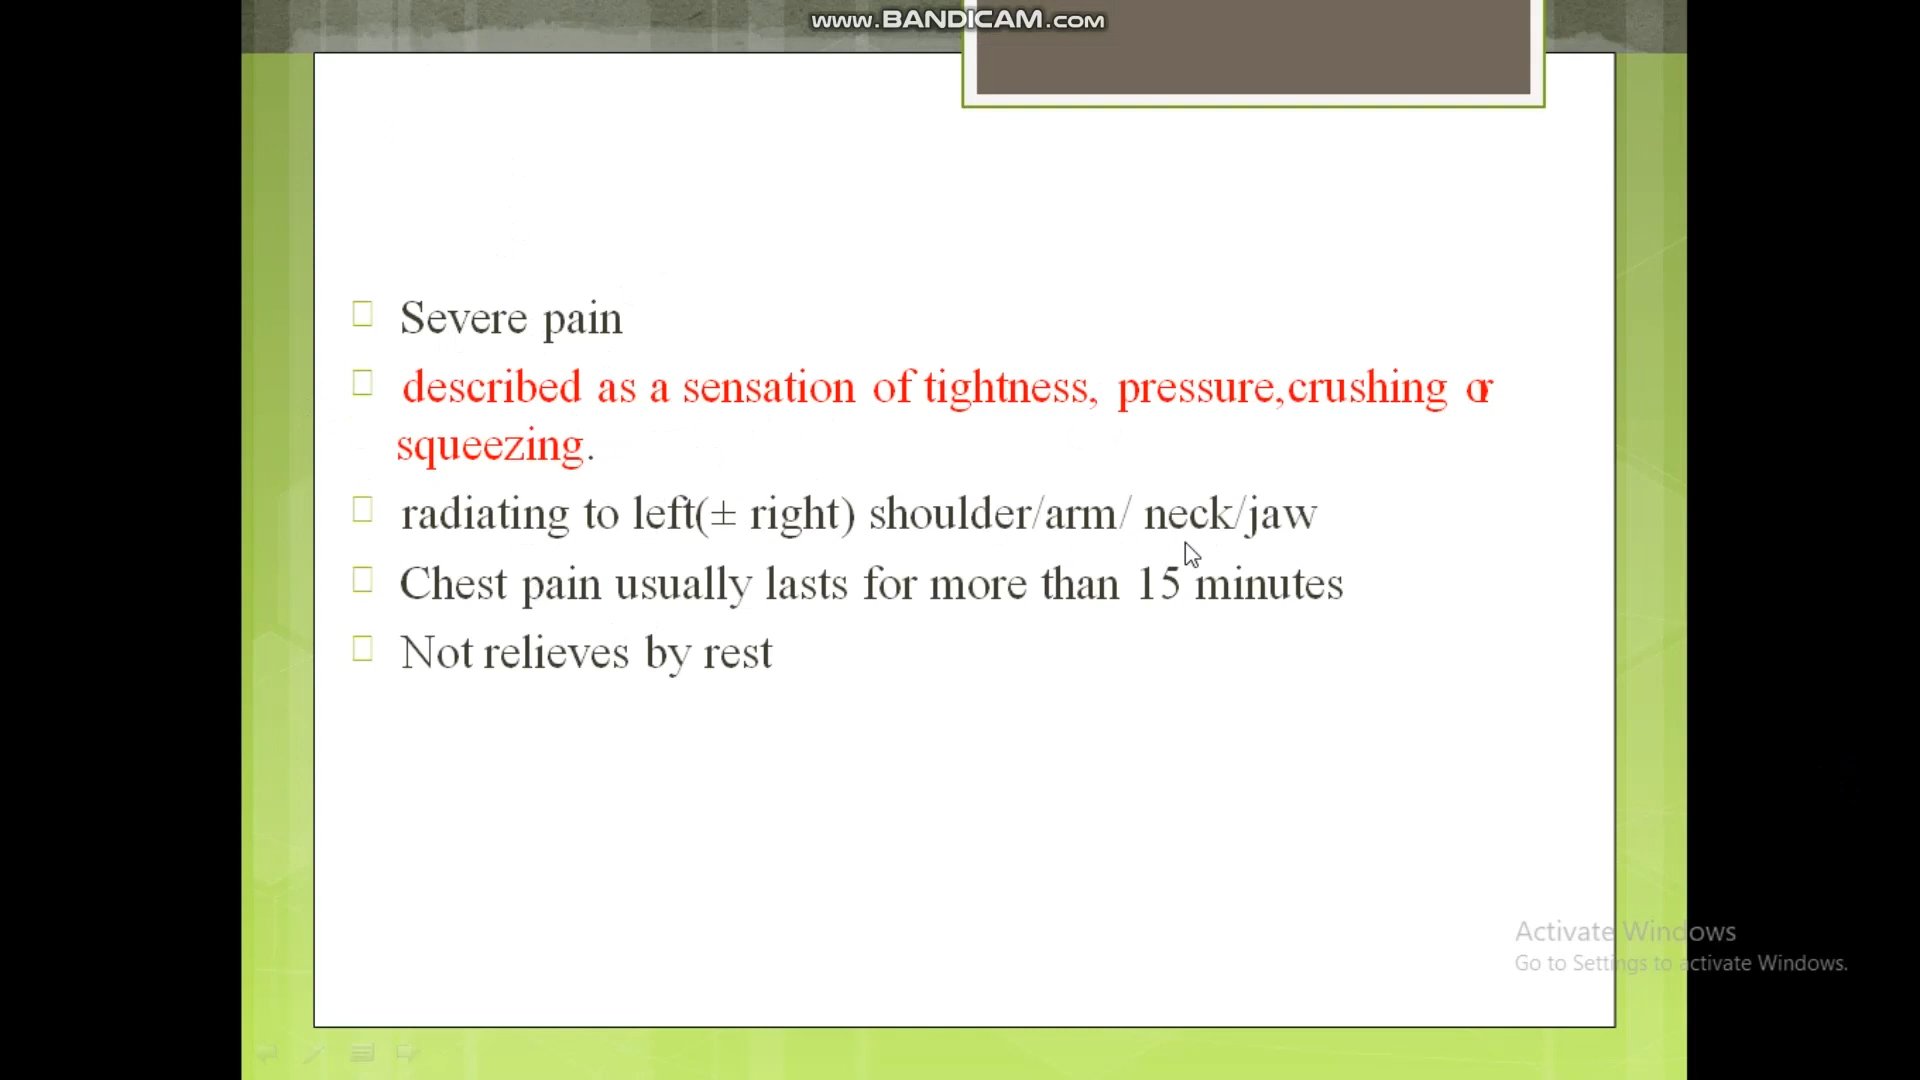 www.BANDICAM.com
Severe pain
described as a sensation of tightness, pressure,crushing or
squeezing.
radiating to left(± right) shoulder/arm/ neck/jaw
Chest pain usually lasts for more than 15 minutes
Not relieves by rest
Activate Windows
Go to Settings to activate Windows.